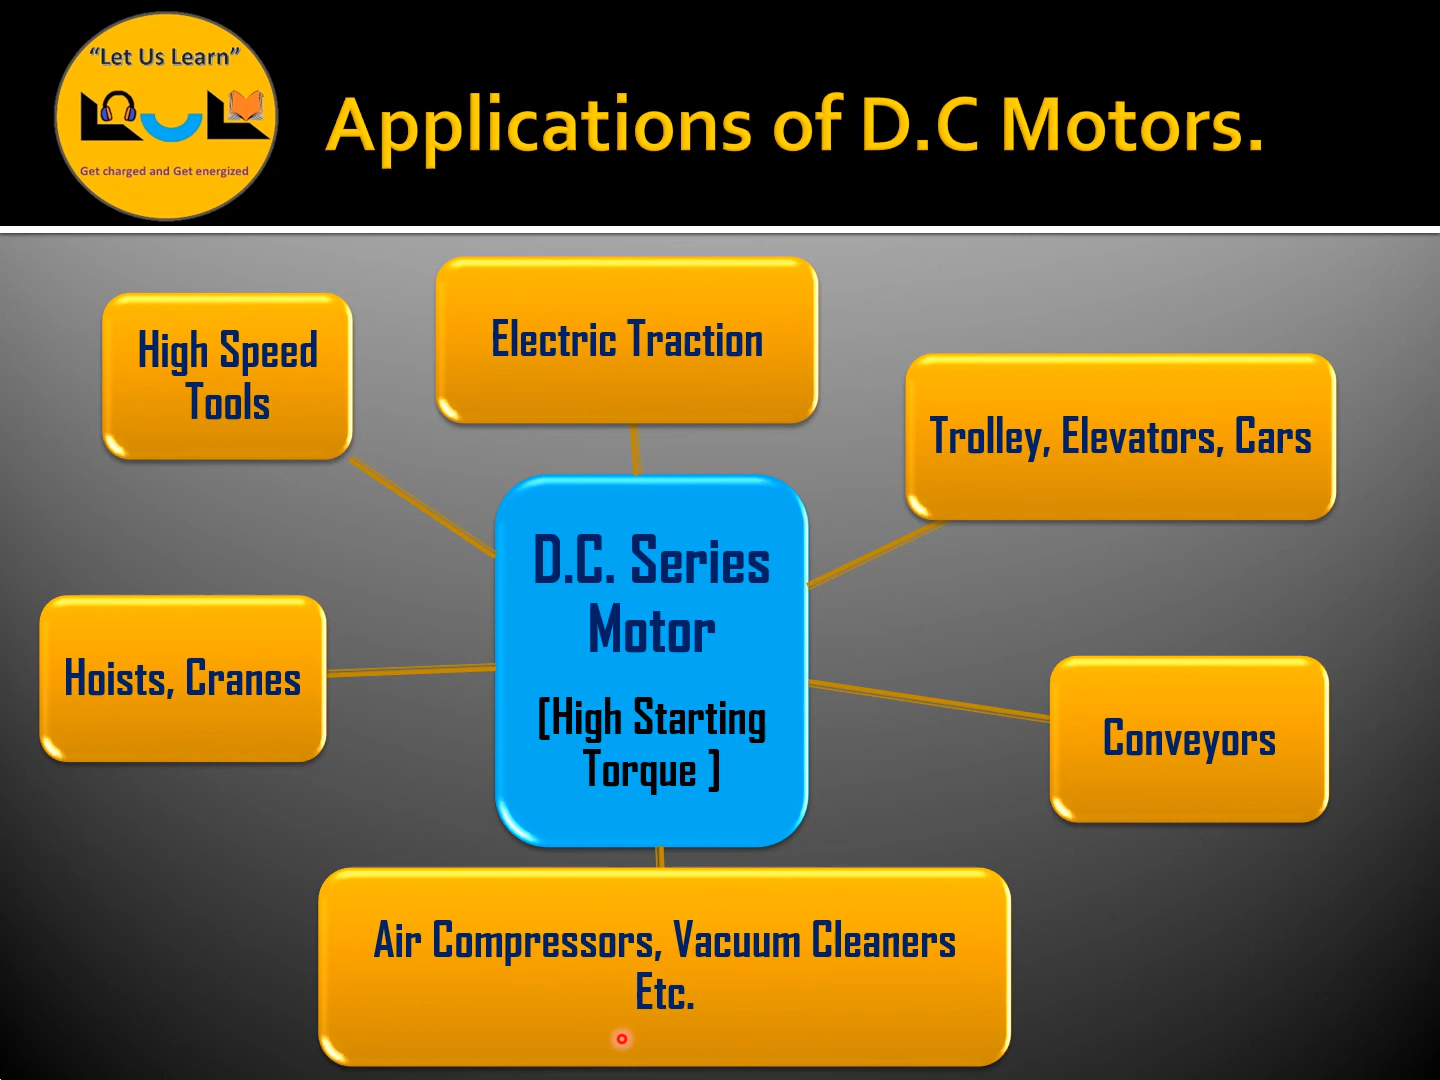 “Let Us Learn”
Get charged and Get energized
Applications of D.C Motors.
High Speed
Tools
Electric Traction
Trolley, Elevators, Cars
D.C. Series
Motor
[High Starting
Torque ]
Hoists, Cranes
Conveyors
Air Compressors, Vacuum Cleaners
Etc.